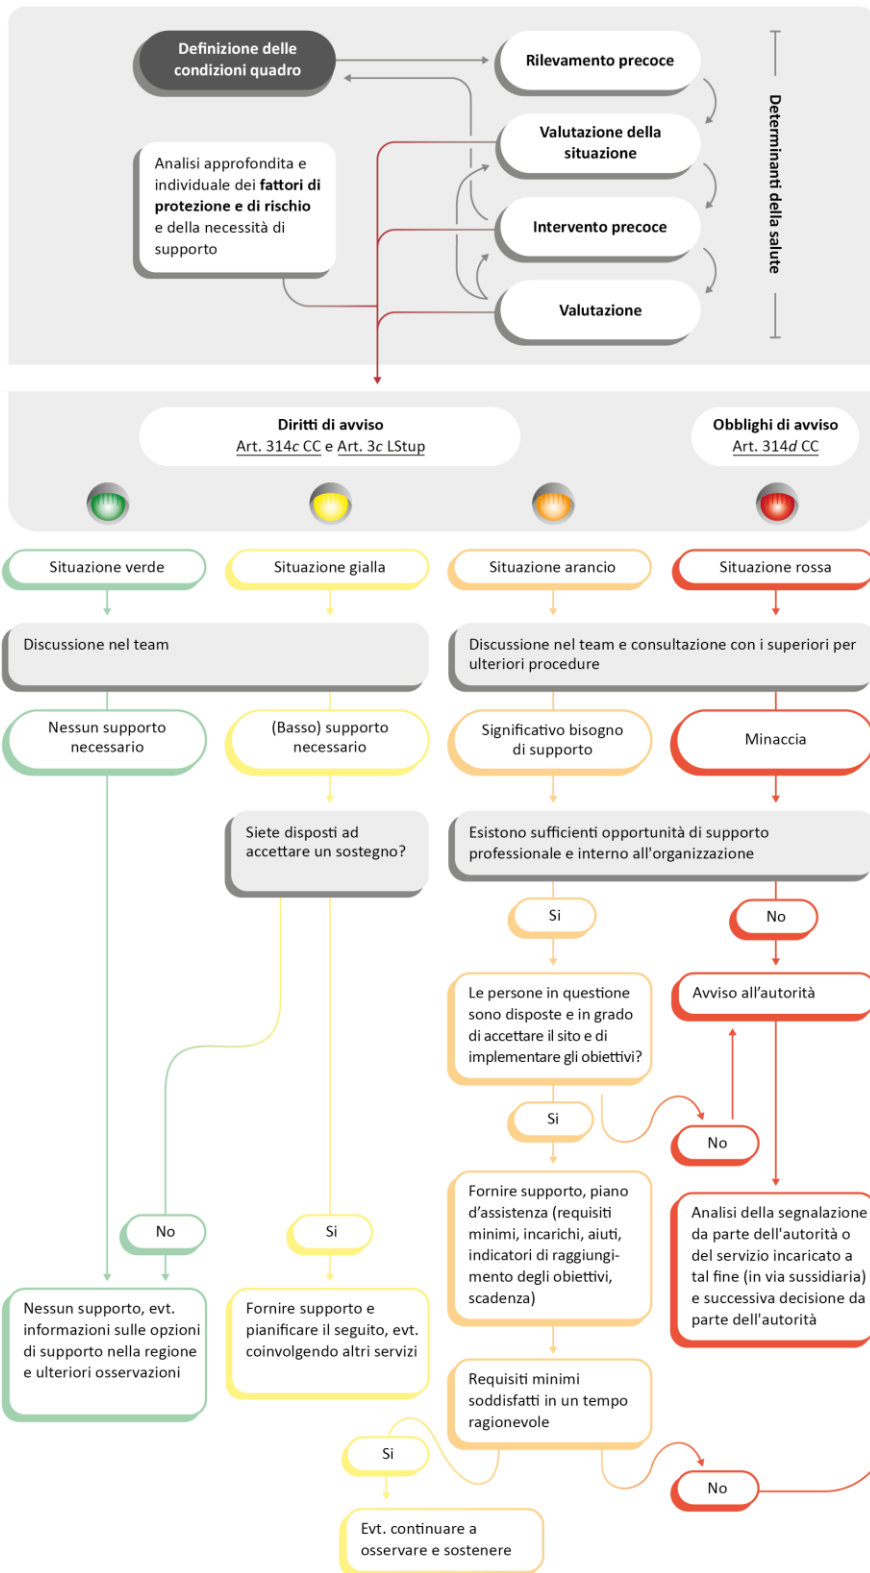 Definizione delle
condizioni quadro
Rilevamento precoce
Valutazione della
situazione
Intervento precoce
Valutazione
Determinanti della salute
Analisi approfondita e
individuale dei fattori di
protezione e di rischio
e della necessità di
supporto
Diritti di avviso
Art. 314c CC e Art. 3c LStup
Obblighi di avviso
Art. 314d CC
Situazione verde
Situazione gialla
Situazione arancio
Situazione rossa
Discussione nel team
Discussione nel team e consultazione con i superiori per
ulteriori procedure
Nessun supporto
necessario
(Basso) supporto
necessario
Significativo bisogno
di supporto
Minaccia
Siete disposti ad
accettare un sostegno?
Esistono sufficienti opportunità di supporto
professionale e interno all'organizzazione
Si
No
Le persone in questione
sono disposte e in grado
di accettare il sito e di
implementare gli obiettivi?
Avviso all’autorità
Si
No
Fornire supporto, piano
d’assistenza (requisiti
minimi, incarichi, aiuti,
indicatori di raggiungi-
mento degli obiettivi,
scadenza)
Analisi della segnalazione
da parte dell'autorità o
del servizio incaricato a
tal fine (in via sussidiaria)
e successiva decisione da
parte dell'autorità
No
Si
Nessun supporto, evt.
informazioni sulle opzioni
di supporto nella regione
e ulteriori osservazioni
Fornire supporto e
pianificare il seguito, evt.
coinvolgendo altri servizi
Requisiti minimi
soddisfatti in un tempo
ragionevole
Si
No
Evt. continuare a
osservare e sostenere